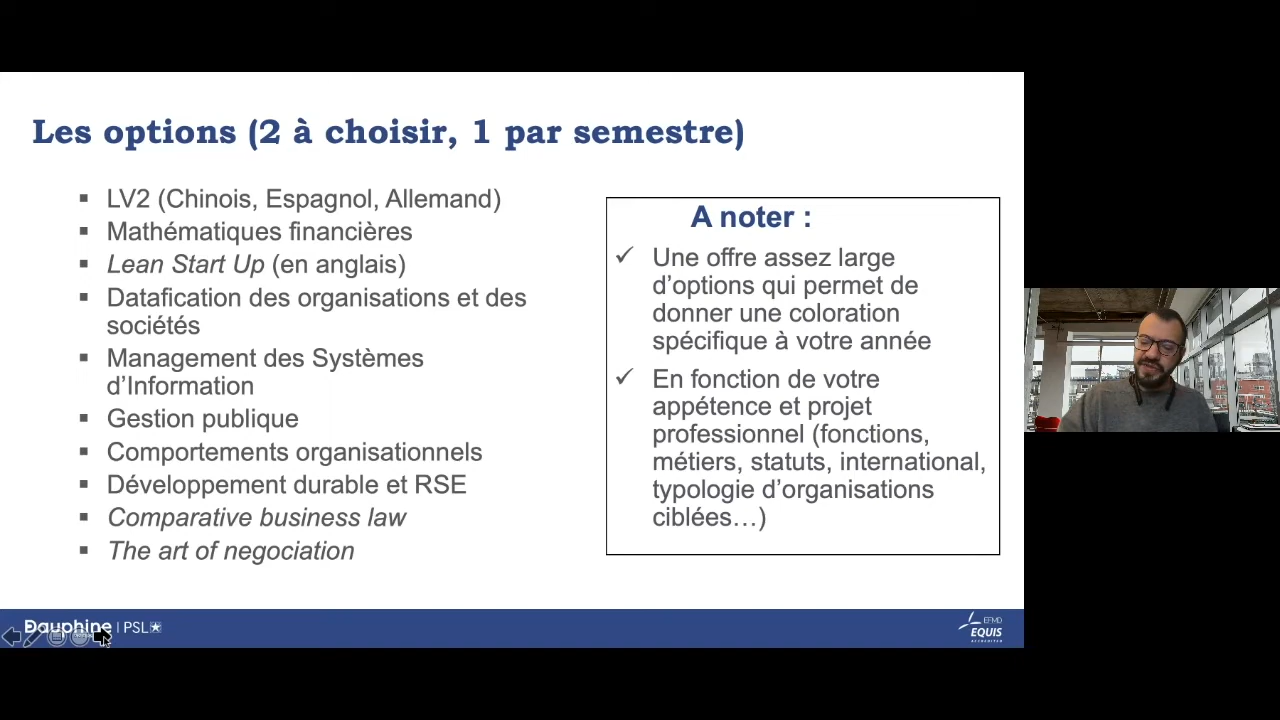 Les options (2 à choisir, 1 par semestre)
LV2 (Chinois, Espagnol, Allemand)
Mathématiques financières
Lean Start Up (en anglais)
Datafication des organisations et des
sociétés
Management des Systèmes
d’Information
Gestion publique
Comportements organisationnels
Développement durable et RSE
Comparative business law
The art of negociation
A noter :
Une offre assez large
d’options qui permet de
donner une coloration
spécifique à votre année
En fonction de votre
appétence et projet
professionnel (fonctions,
métiers, statuts, international,
typologie d’organisations
ciblées…)
Dauphine | PSL
EFMD
EQUIS
ACCREDITED